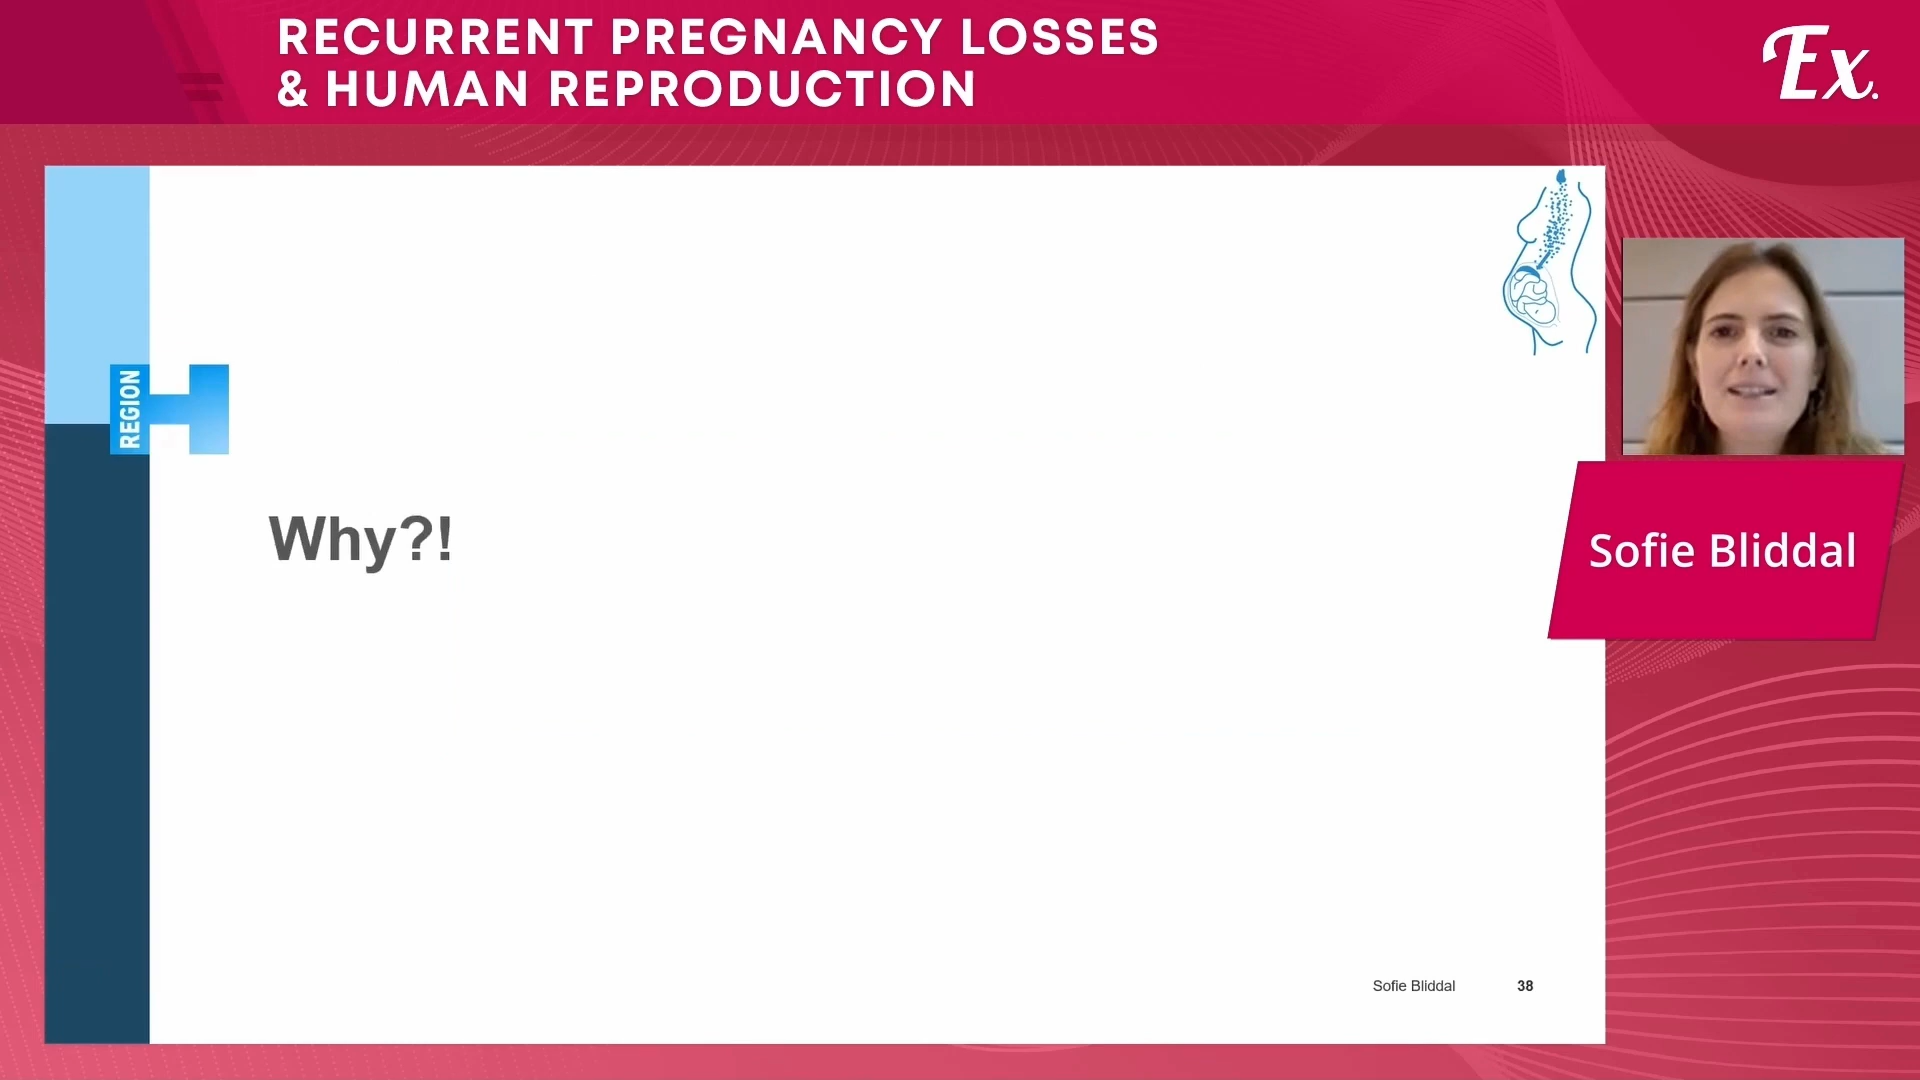 RECURRENT PREGNANCY LOSSES
& HUMAN REPRODUCTION
Ex.
REGION
Why?!
Sofie Bliddal
Sofie Bliddal 38